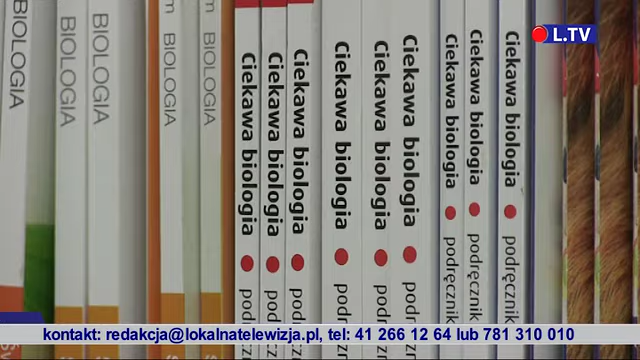 BIOLOGIA
BIOLOGIA
BIOLOGIA
m BIOLOGIA
m BIOLOGIA
Ciekawa biologia
Ciekawa biologia
Ciekawa biologia
Ciekawa biologia
Ciekawa biologia
Ciekawa biologia
Ciekawa biologia podręcznik
Ciekawa biologia podręcznik
Ciekawa biologia podręcznik
L.TV
kontakt: redakcja@lokalnatelewizja.pl, tel: 41 266 12 64 lub 781 310 010